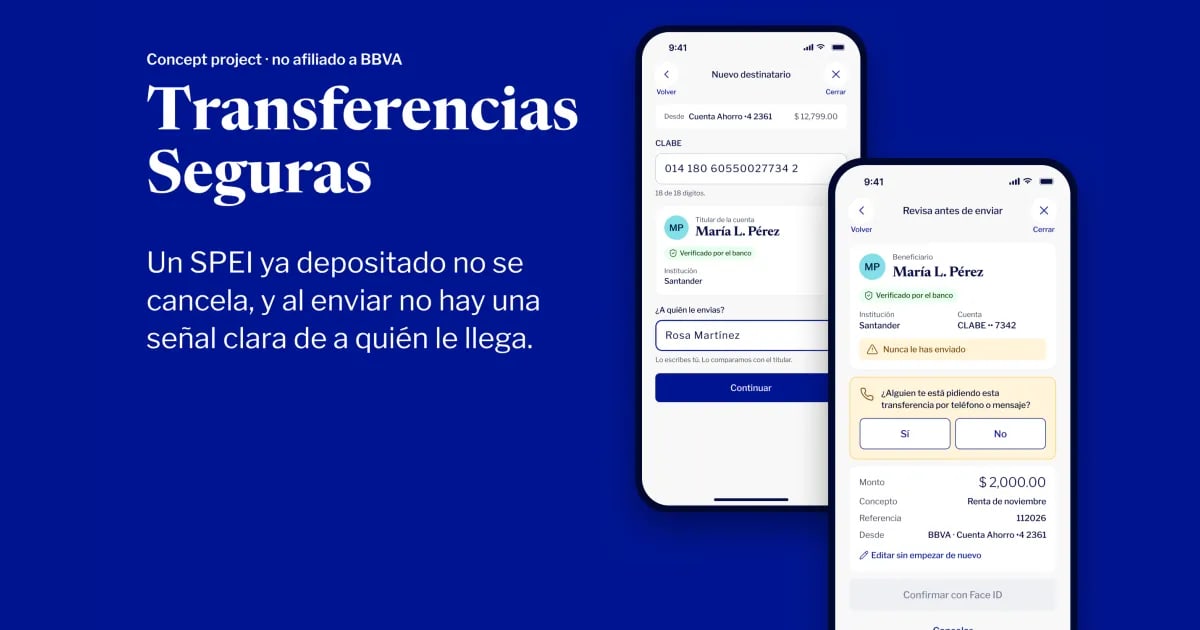 Concept project · no afiliado a BBVA
Transferencias
Seguras
Un SPEI ya depositado no se
cancela, y al enviar no hay una
señal clara de a quién le llega.
9:41
Nuevo destinatario
Volver
Cerrar
Desde Cuenta Ahorro •4 2361 $ 12,799.00
CLABE
014 180 60550027734 2
18 de 18 dígitos.
MP
Titular de la cuenta
María L. Pérez
Verificado por el banco
Institución
Santander
¿A quién le envías?
Rosa Martínez
Lo escribes tú. Lo comparamos con el titular.
Continuar
9:41
Revisa antes de enviar
Volver
Cerrar
MP
Beneficiario
María L. Pérez
Verificado por el banco
Institución Cuenta
Santander CLABE •• 7342
Nunca le has enviado
¿Alguien te está pidiendo esta
transferencia por teléfono o mensaje?
Sí No
Monto $ 2,000.00
Concepto Renta de noviembre
Referencia 112026
Desde BBVA · Cuenta Ahorro •4 2361
Editar sin empezar de nuevo
Confirmar con Face ID